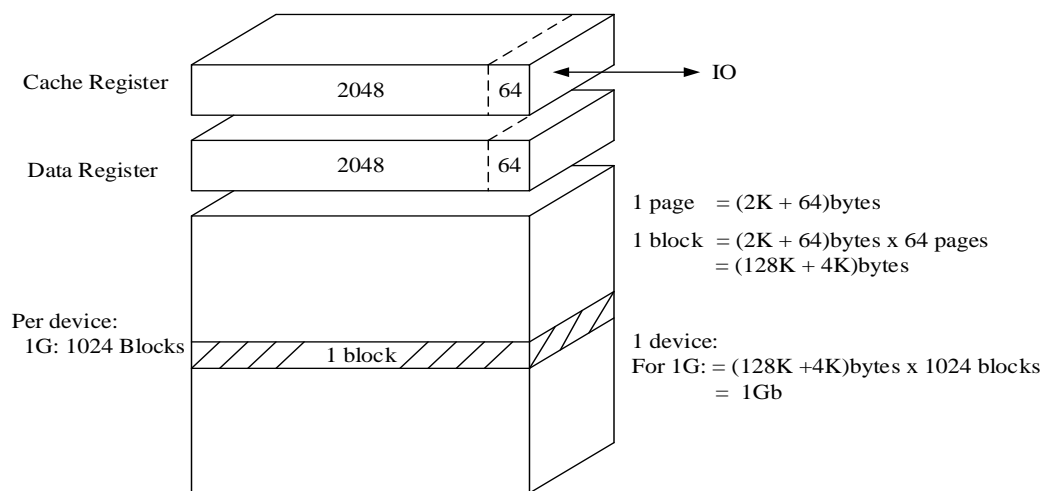 Cache Register
2048
64
IO
Data Register
2048
64
1 page = (2K + 64)bytes
1 block = (2K + 64)bytes x 64 pages
= (128K + 4K)bytes
Per device:
1G: 1024 Blocks
1 block
1 device:
For 1G: = (128K +4K)bytes x 1024 blocks
= 1Gb